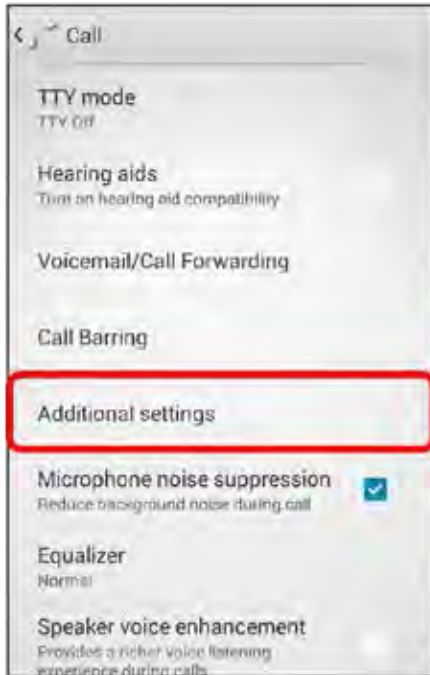 Call
TTY mode
TTY Off
Hearing aids
Turn on hearing aid compatibility
Voicemail/Call Forwarding
Call Barring
Additional settings
Microphone noise suppression
Reduce background noise during call
Equalizer
Normal
Speaker voice enhancement
Provides a richer voice listening
experience during calls